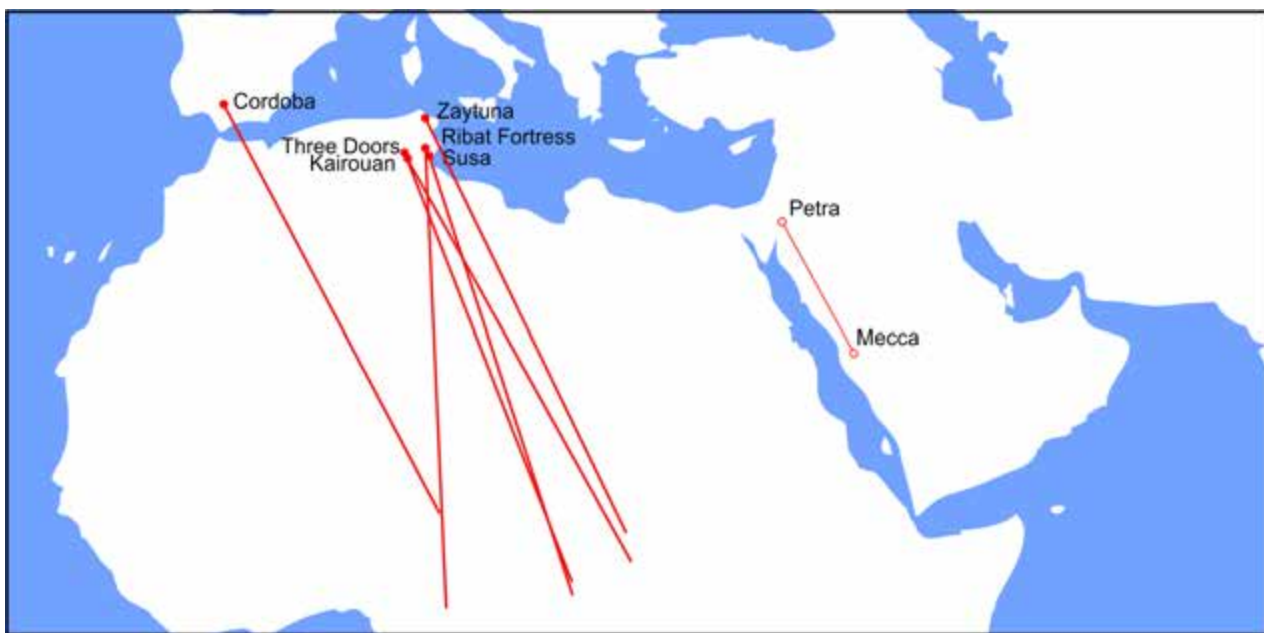 Cordoba
Zaytuna
Ribat Fortress
Three Doors
Susa
Kairouan
Petra
Mecca